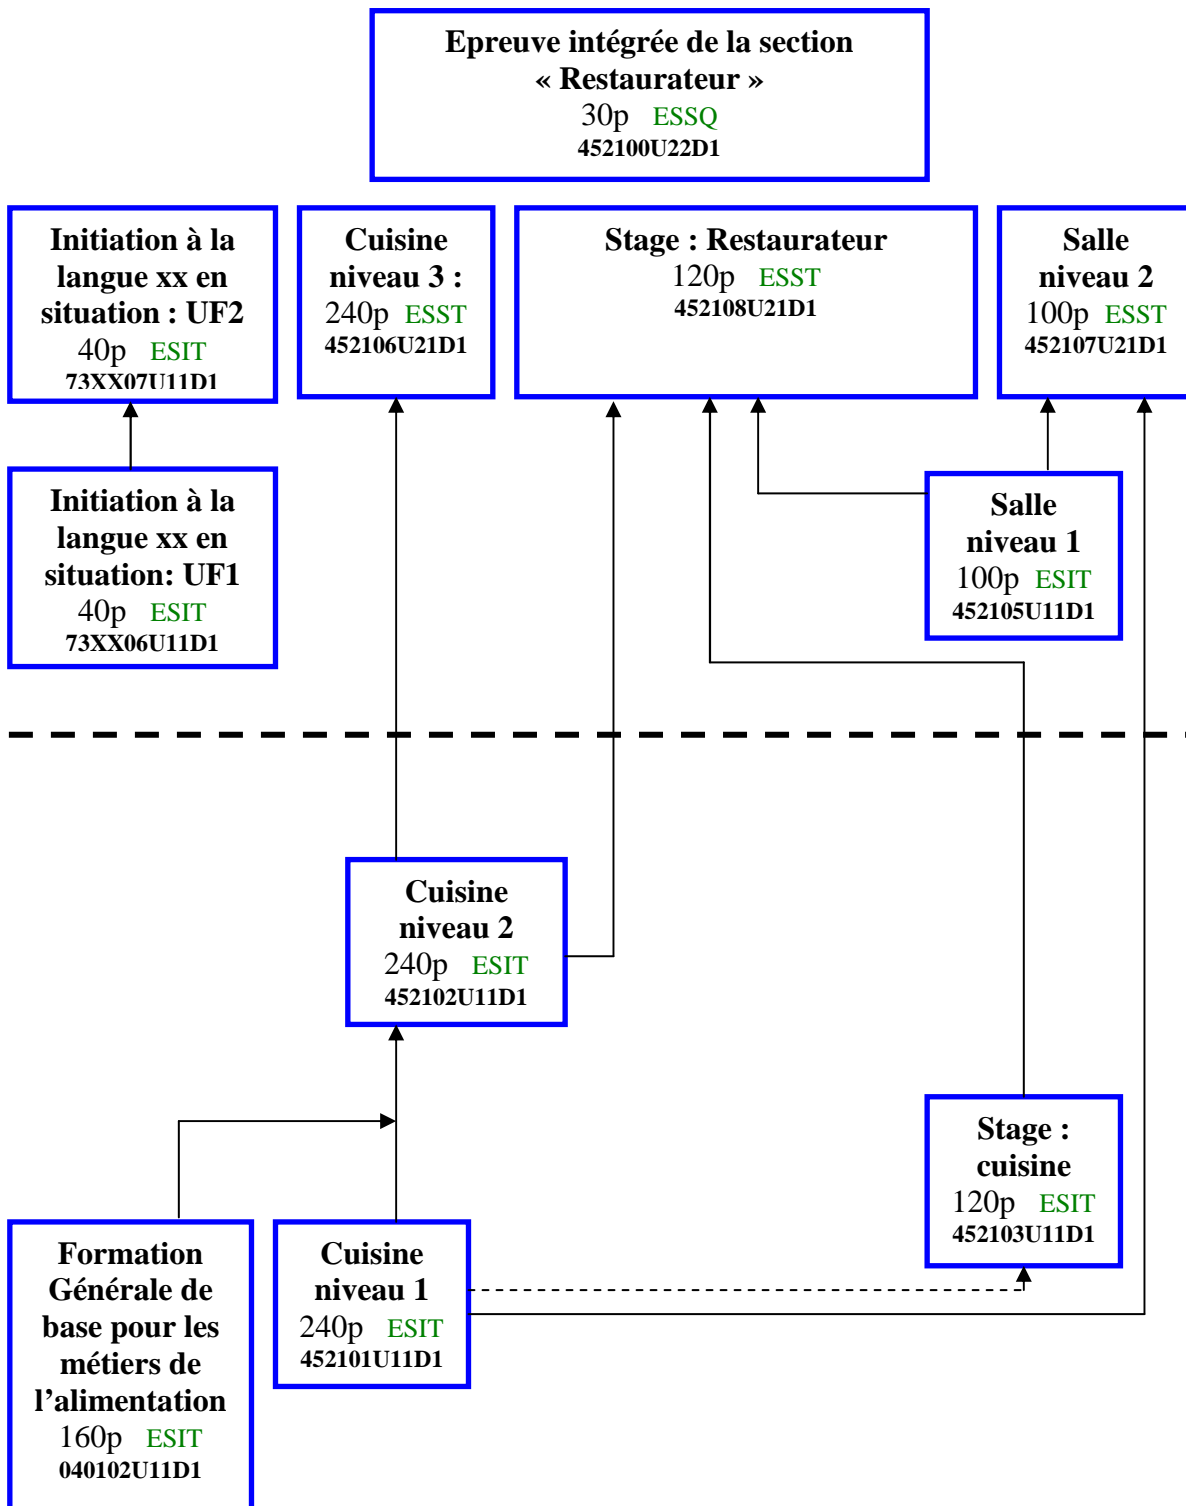 Epreuve intégrée de la section
« Restaurateur »
30p ESSQ
452100U22D1
Initiation à la
langue xx en
situation : UF2
40p ESIT
73XX07U11D1
Cuisine
niveau 3 :
240p ESST
452106U21D1
Stage : Restaurateur
120p ESST
452108U21D1
Salle
niveau 2
100p ESST
452107U21D1
Initiation à la
langue xx en
situation: UF1
40p ESIT
73XX06U11D1
Salle
niveau 1
100p ESIT
452105U11D1
Cuisine
niveau 2
240p ESIT
452102U11D1
Stage :
cuisine
120p ESIT
452103U11D1
Formation
Générale de
base pour les
métiers de
l’alimentation
160p ESIT
040102U11D1
Cuisine
niveau 1
240p ESIT
452101U11D1